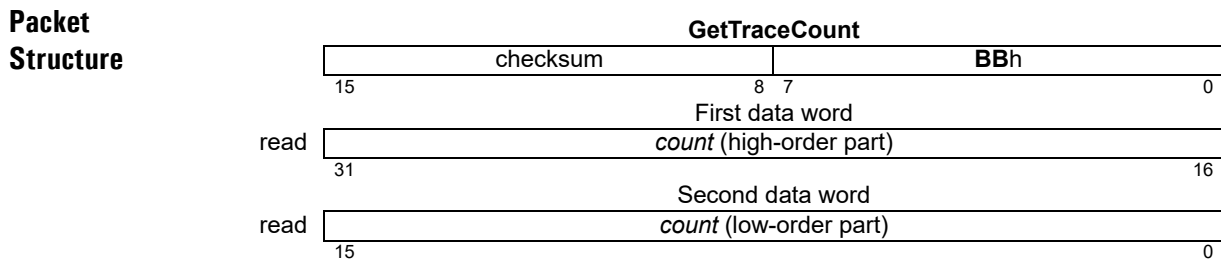 Packet
Structure
GetTraceCount
checksum BBh
15 8 7 0
First data word
read count (high-order part)
31 16
Second data word
read count (low-order part)
15 0